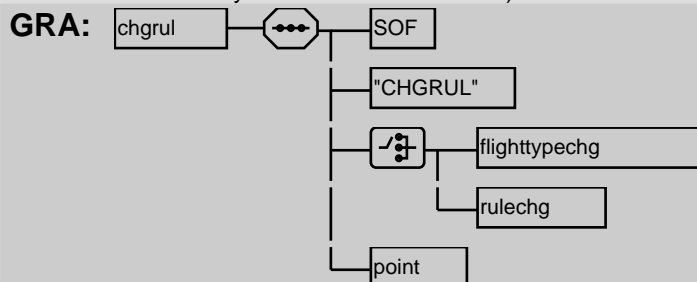 GRA: chgrul SOF
"CHGRUL"
flighttypechg
rulechg
point